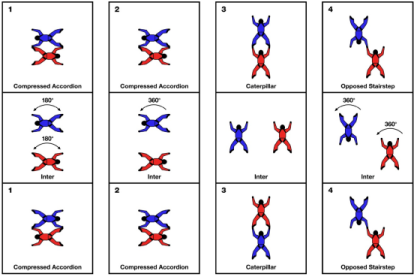 1 2 3 4
Compressed Accordion Compressed Accordion Caterpillar Opposed Stairstep
180° 360° 360°
180° 360°
Inter Inter Inter Inter
1 2 3 4
Compressed Accordion Compressed Accordion Caterpillar Opposed Stairstep